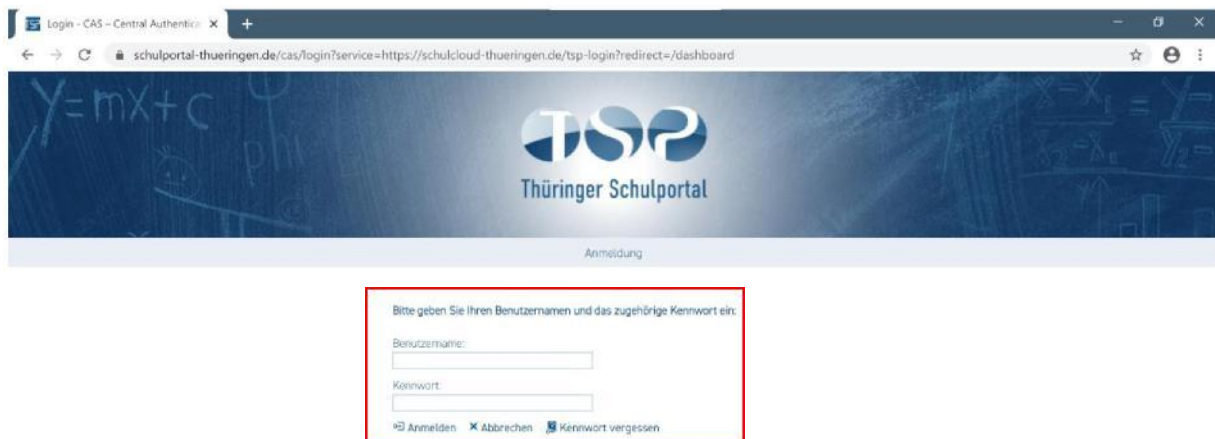 Login - CAS – Central Authentica
schulportal-thueringen.de/cas/login?service=https://schulcloud-thueringen.de/tsp-login?redirect=/dashboard
y=mx+c
phi
TSP
Thüringer Schulportal
Anmeldung
Bitte geben Sie Ihren Benutzernamen und das zugehörige Kennwort ein:
Benutzername:
Kennwort:
Anmelden Abbrechen Kennwort vergessen